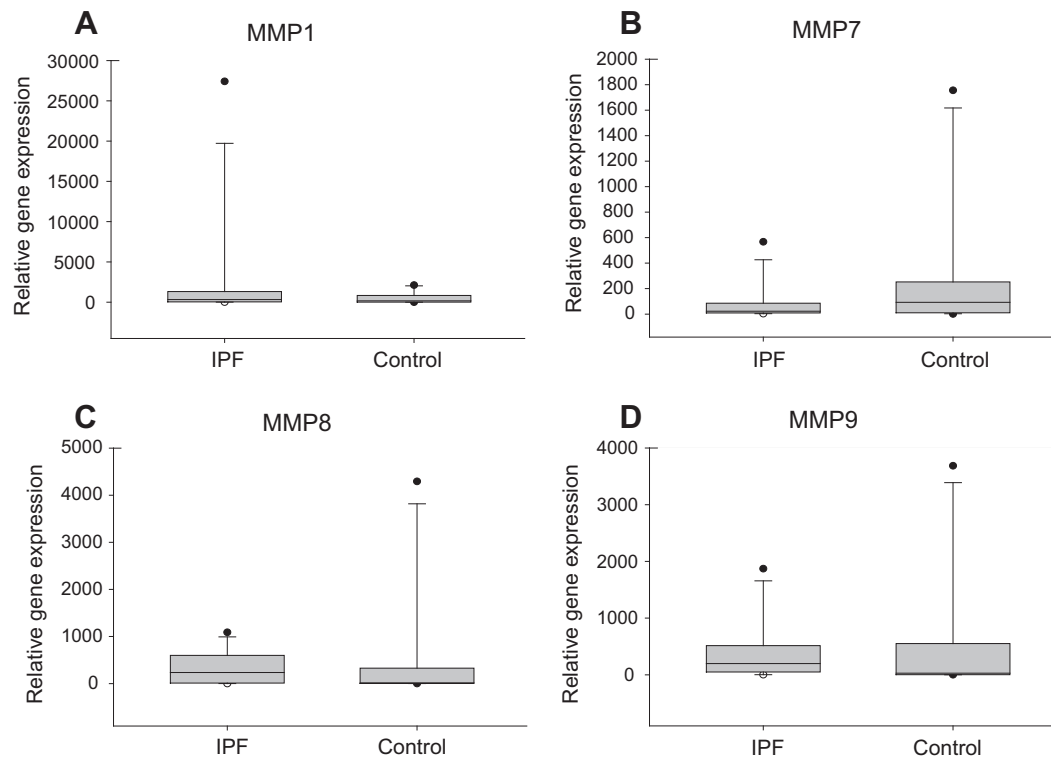 A
MMP1
Relative gene expression
30000
25000
20000
15000
10000
5000
0
IPF
Control
B
MMP7
Relative gene expression
2000
1800
1600
1400
1200
1000
800
600
400
200
0
IPF
Control
C
MMP8
Relative gene expression
5000
4000
3000
2000
1000
0
IPF
Control
D
MMP9
Relative gene expression
4000
3000
2000
1000
0
IPF
Control